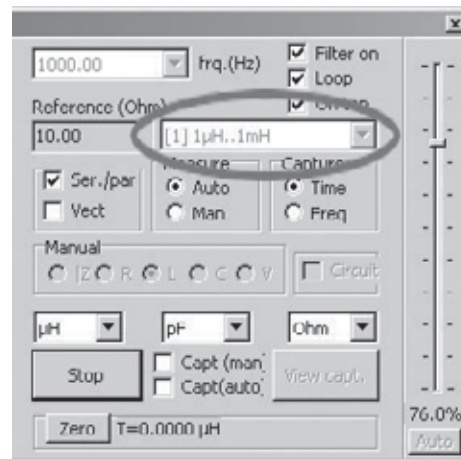 1000.00 frq.(Hz) Filter on
Loop
Reference (Ohm)
10.00 [1] 1µH..1mH
Measure Capture
Ser./par Auto Time
Vect Man Freq
Manual
|Z R L C C V Circuit
µH pF Ohm
Stop Capt (man) View capt.
Capt(auto)
76.0%
Zero T=0.0000 µH Auto